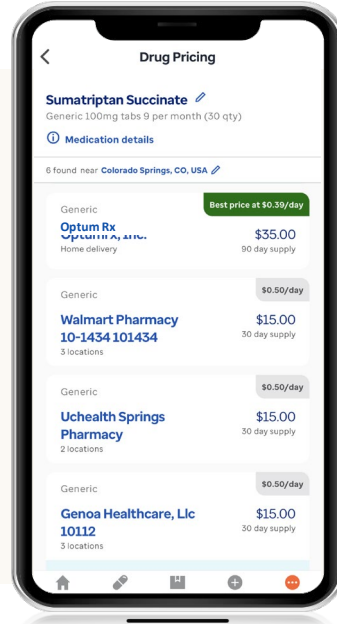 Drug Pricing
Sumatriptan Succinate
Generic 100mg tabs 9 per month (30 qty)
Medication details
6 found near Colorado Springs, CO, USA
Best price at $0.39/day
Generic
Optum Rx
$35.00
Home delivery
90 day supply
$0.50/day
Generic
Walmart Pharmacy
10-1434 101434
$15.00
30 day supply
3 locations
$0.50/day
Generic
Uchealth Springs
Pharmacy
$15.00
30 day supply
2 locations
$0.50/day
Generic
Genoa Healthcare, Llc
10112
$15.00
30 day supply
3 locations